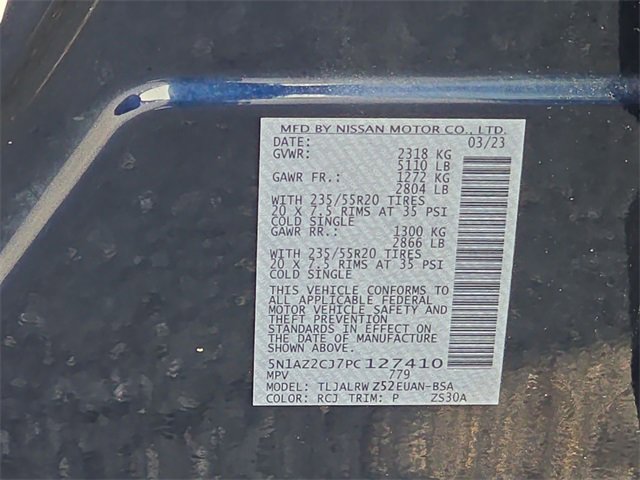 MFD BY NISSAN MOTOR CO., LTD.
DATE: 03/23
GVWR: 2318 KG
5110 LB
GAWR FR.: 1272 KG
2804 LB
WITH 235/55R20 TIRES
20 X 7.5 RIMS AT 35 PSI
COLD SINGLE
GAWR RR.: 1300 KG
2866 LB
WITH 235/55R20 TIRES
20 X 7.5 RIMS AT 35 PSI
COLD SINGLE
THIS VEHICLE CONFORMS TO
ALL APPLICABLE FEDERAL
MOTOR VEHICLE SAFETY AND
THEFT PREVENTION
STANDARDS IN EFFECT ON
THE DATE OF MANUFACTURE
SHOWN ABOVE.
5N1AZ2CJ7PC127410
MPV 779
MODEL: TLJALRW Z52EUAN-BSA
COLOR: RCJ TRIM: P ZS30A